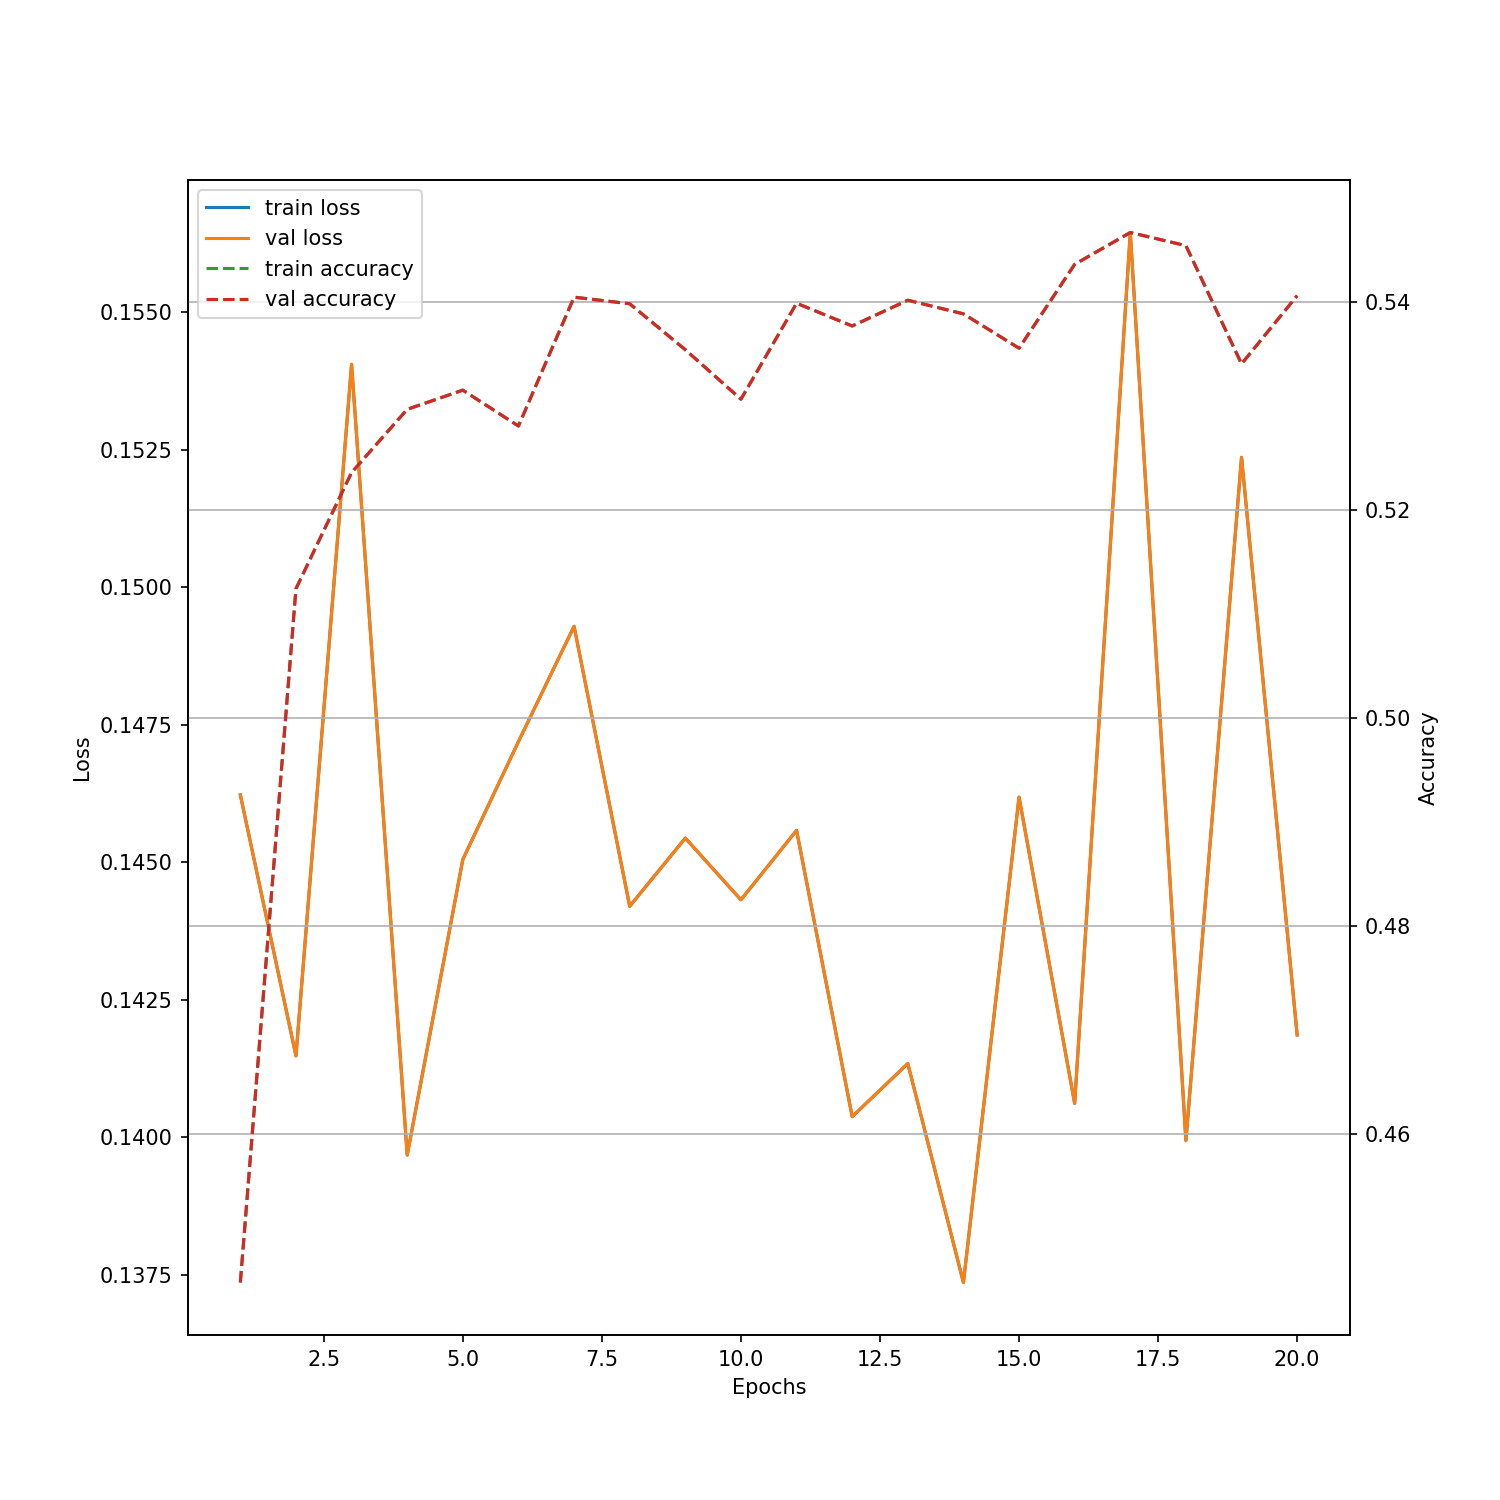 train loss
val loss
train accuracy
val accuracy
0.1550
0.1525
0.1500
0.1475
0.1450
0.1425
0.1400
0.1375
Loss
0.54
0.52
0.50
0.48
0.46
Accuracy
2.5 5.0 7.5 10.0 12.5 15.0 17.5 20.0
Epochs